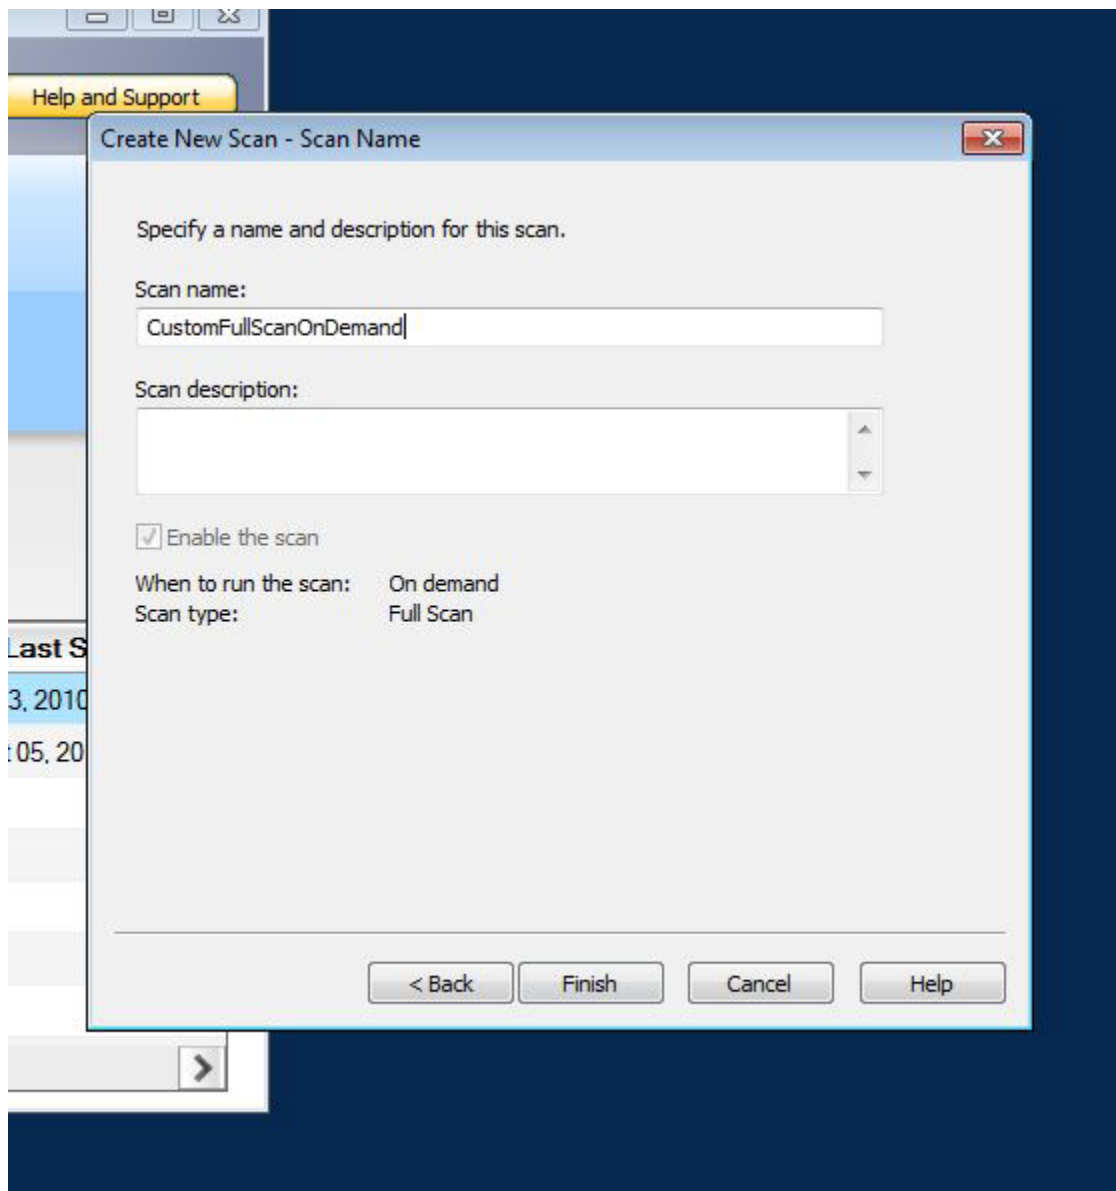 Help and Support
Create New Scan - Scan Name
Specify a name and description for this scan.
Scan name:
CustomFullScanOnDemand
Scan description:
Enable the scan
When to run the scan: On demand
Scan type: Full Scan
Last S
3, 2010
05, 20
< Back Finish Cancel Help